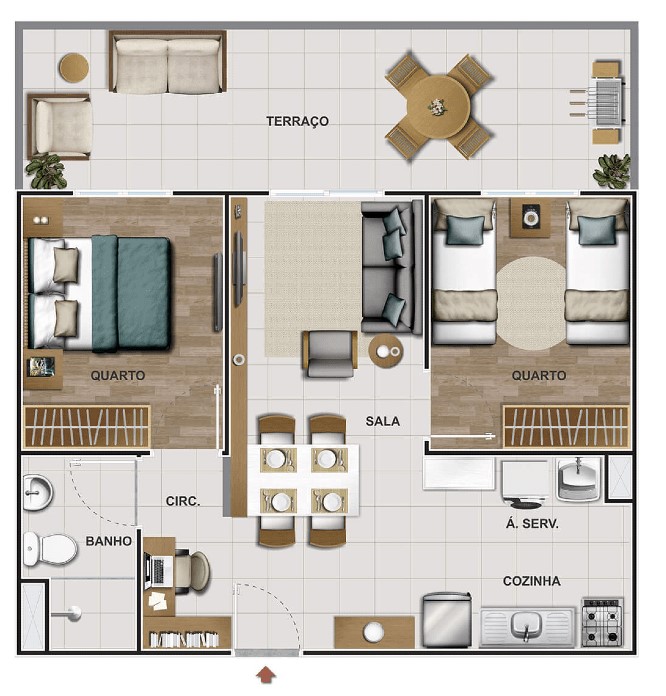 TERRAÇO
QUARTO
QUARTO
SALA
CIRC.
Á. SERV.
BANHO
COZINHA